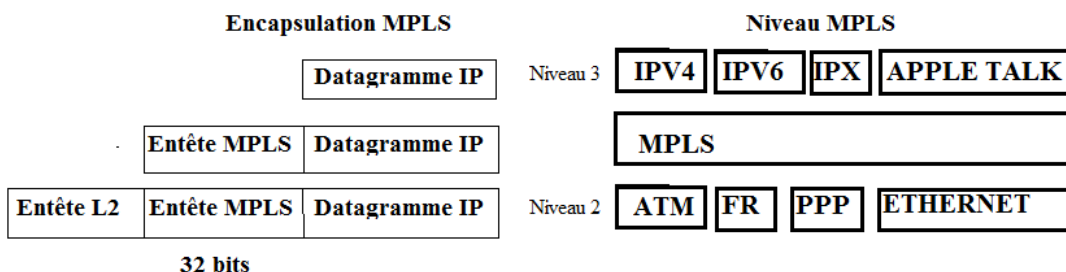 Encapsulation MPLS
Niveau MPLS
Datagramme IP
Niveau 3 IPV4 IPV6 IPX APPLE TALK
Entête MPLS Datagramme IP
MPLS
Entête L2 Entête MPLS Datagramme IP
Niveau 2 ATM FR PPP ETHERNET
32 bits